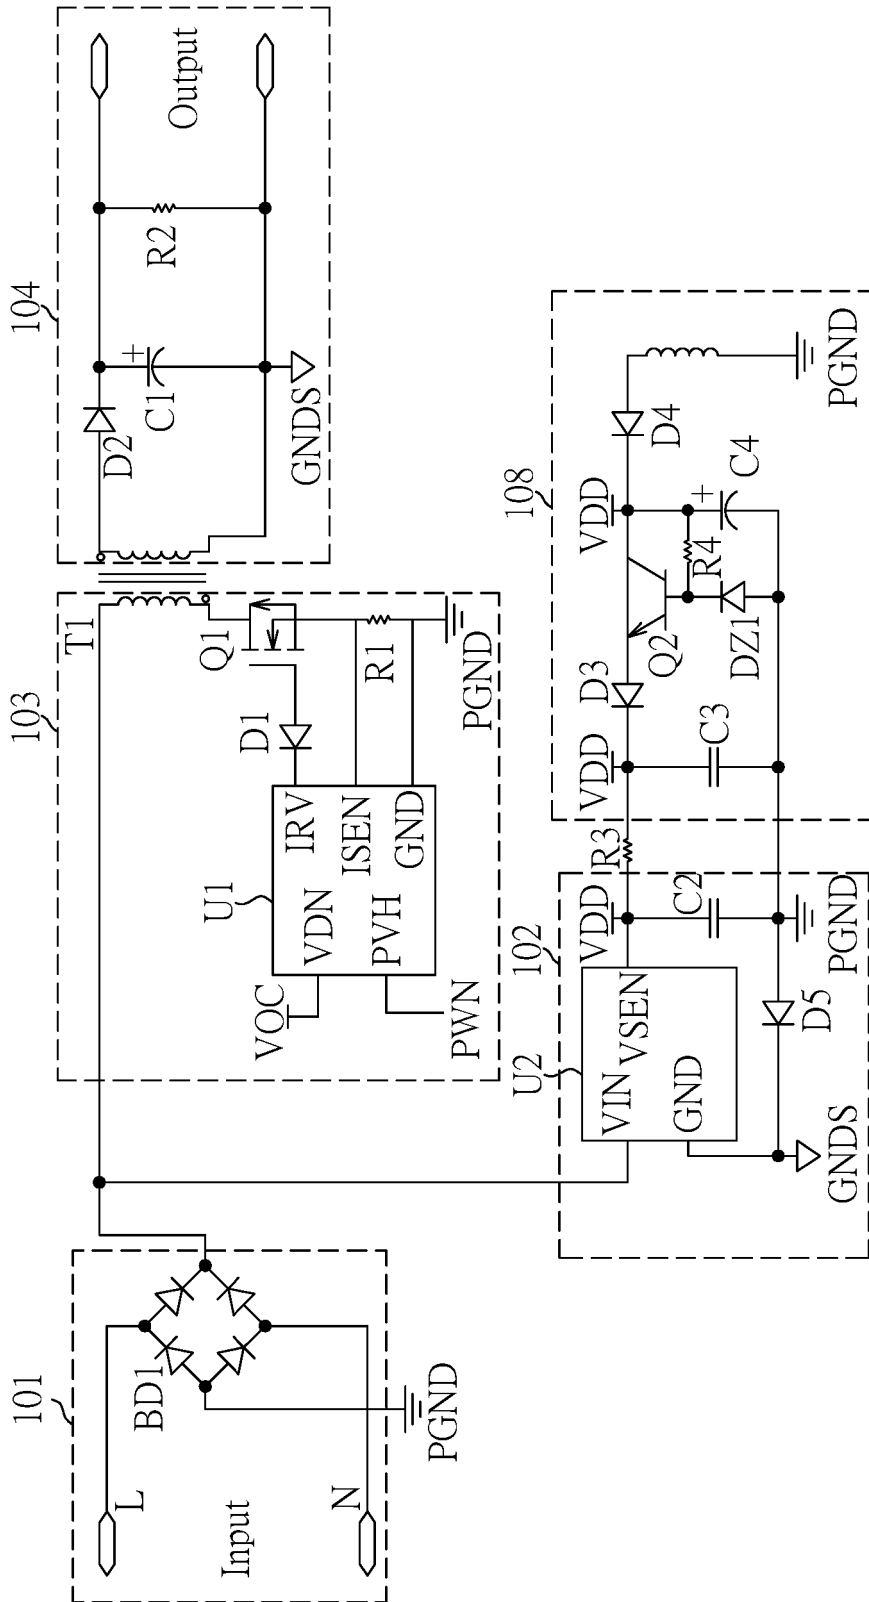 101
L
BD1
Input
N
PGND
103
T1
Q1
D1
R1
PGND
U1
VDN
IRV
ISEN
PVH
GND
VOC
PWN
104
D2
C1
+
R2
GNDS
Output
102
U2
VIN
VSEN
GND
VDD
C2
PGND
D5
GNDS
R3
108
VDD
D3
C3
Q2
DZ1
R4
VDD
+
C4
D4
PGND